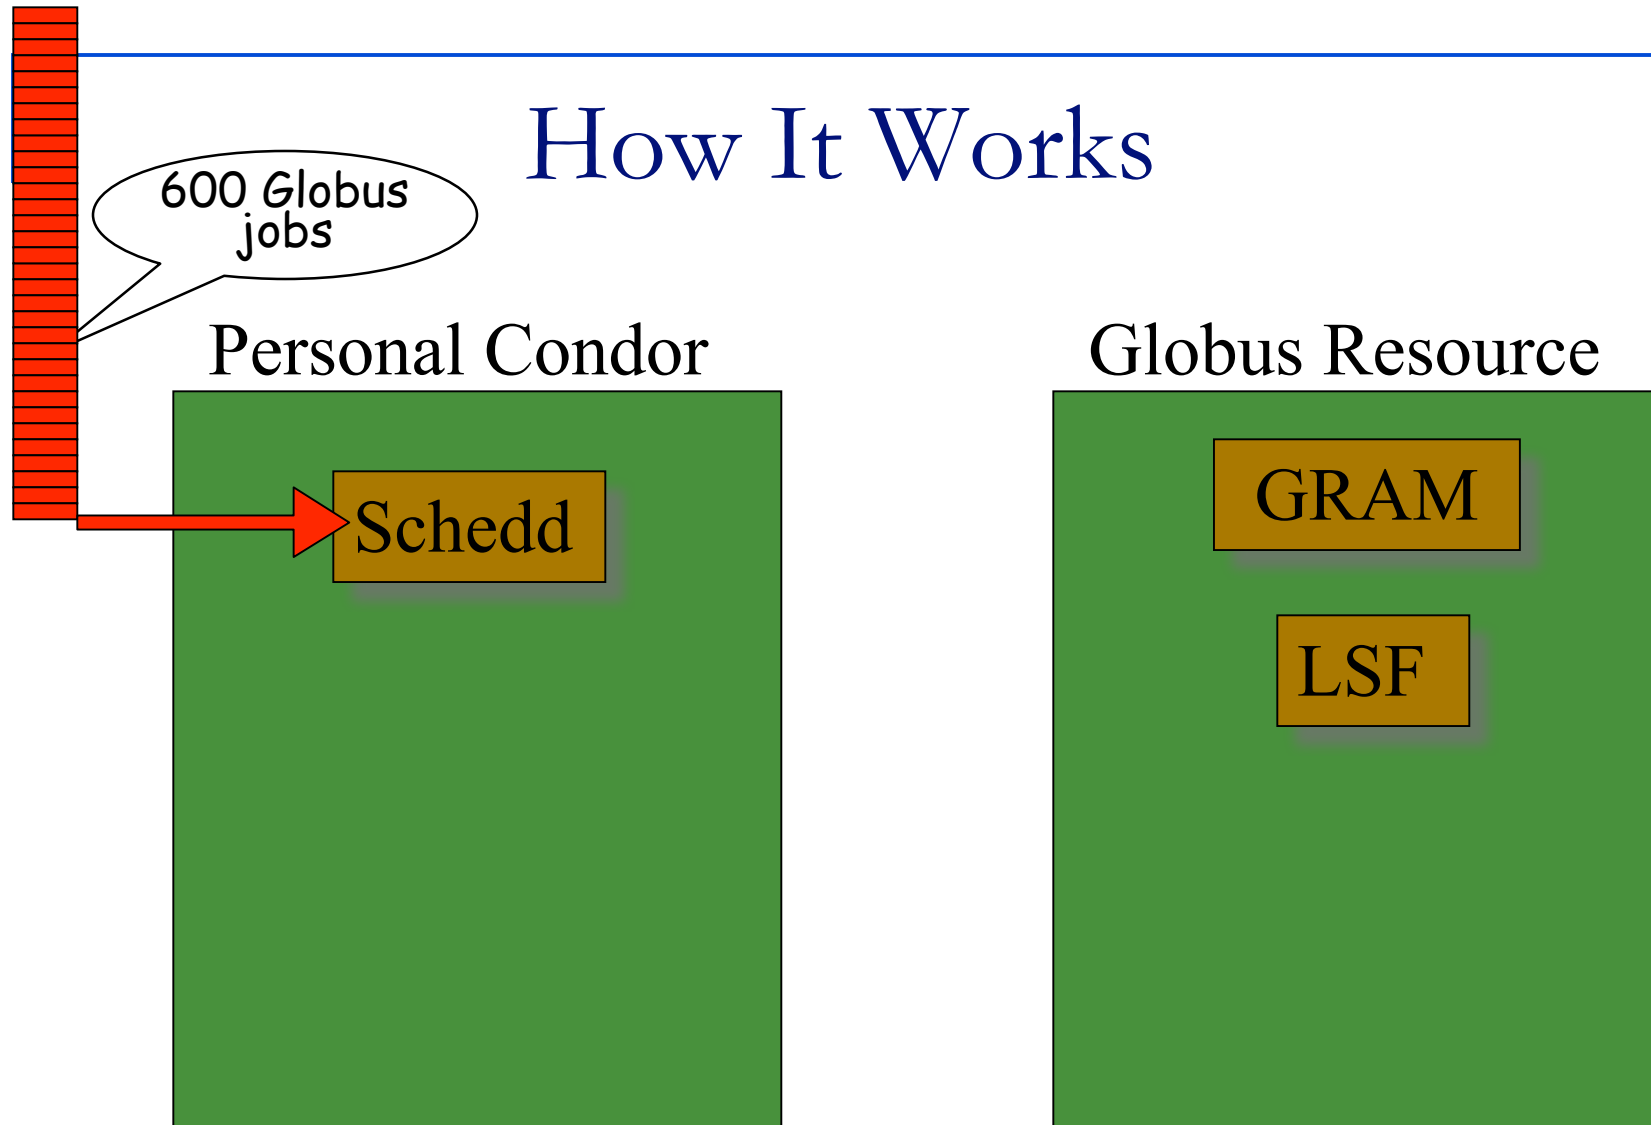 How It Works
600 Globus
jobs
Personal Condor
Globus Resource
Schedd
GRAM
LSF